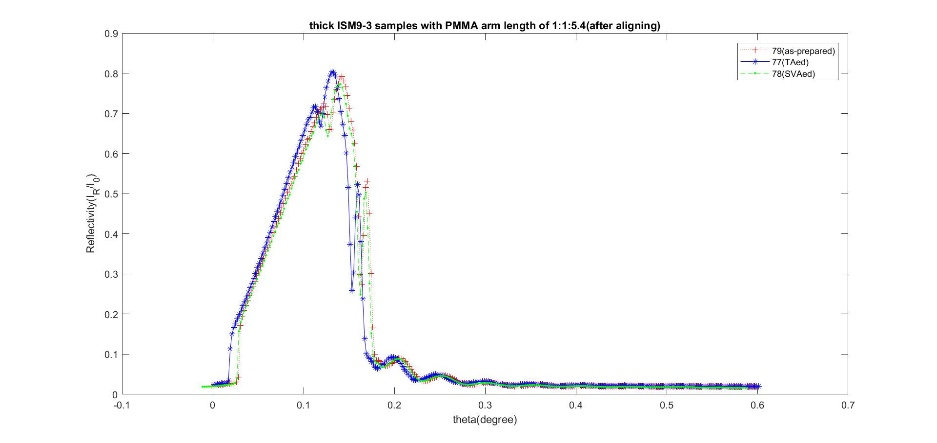 thick ISM9-3 samples with PMMA arm length of 1:1:5.4(after aligning)
0.9
79(as-prepared)
77(TAed)
78(SVAed)
0.8
0.7
0.6
0.5
0.4
0.3
0.2
0.1
0
Reflectivity(I_R/I_0)
-0.1 0 0.1 0.2 0.3 0.4 0.5 0.6 0.7
theta(degree)